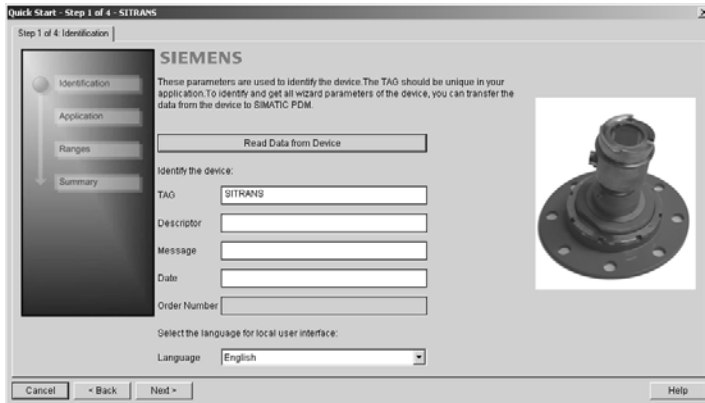 Quick Start - Step 1 of 4 - SITRANS
Step 1 of 4: Identification
SIEMENS
Identification
Application
Ranges
Summary
These parameters are used to identify the device.The TAG should be unique in your
application.To identify and get all wizard parameters of the device, you can transfer the
data from the device to SIMATIC PDM.
Read Data from Device
Identify the device:
TAG SITRANS
Descriptor
Message
Date
Order Number
Select the language for local user interface:
Language English
Cancel < Back Next > Help